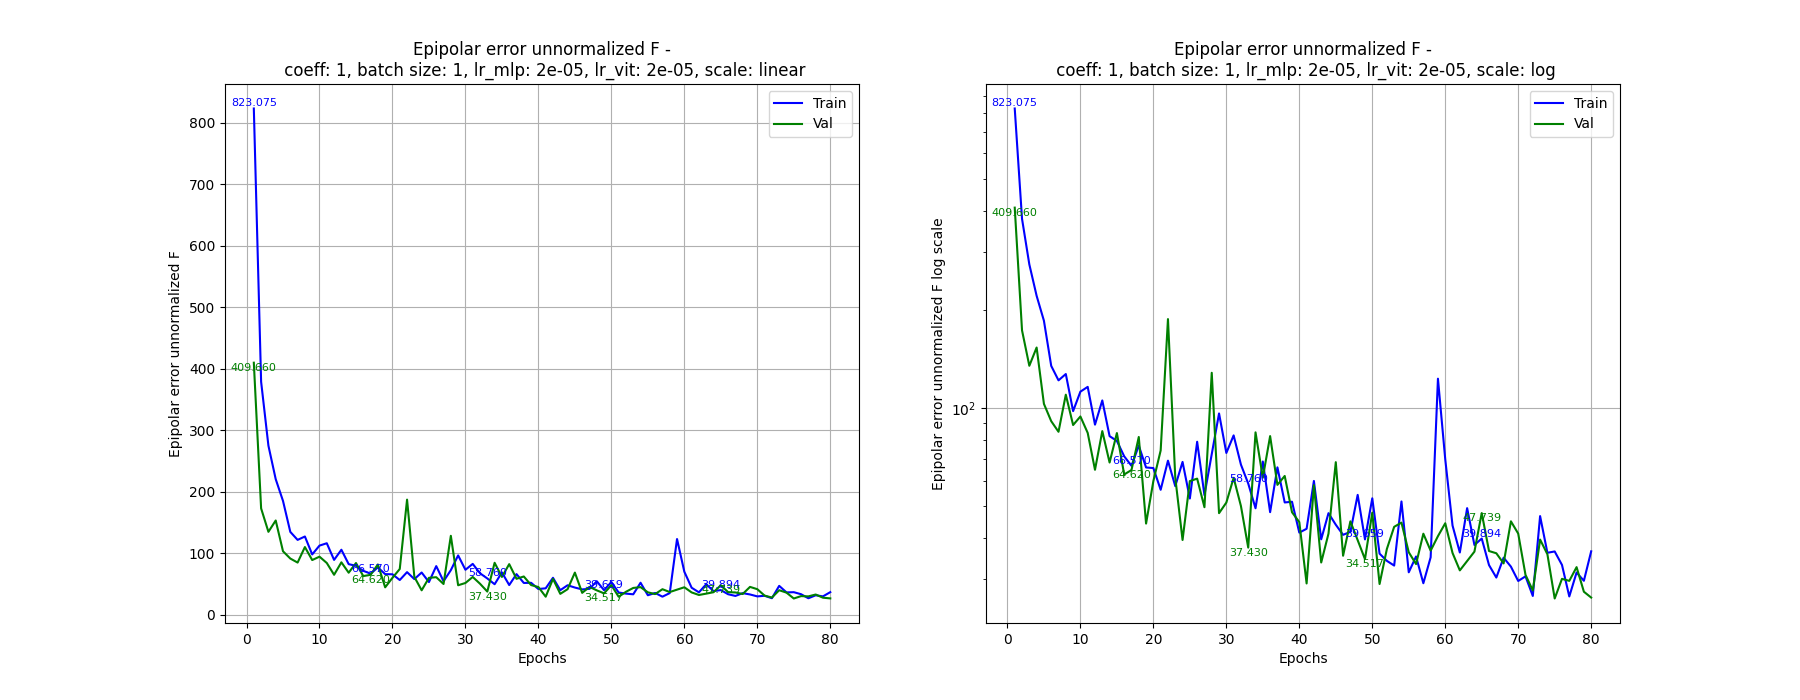 Epipolar error unnormalized F -
coeff: 1, batch size: 1, lr_mlp: 2e-05, lr_vit: 2e-05, scale: linear
Epipolar error unnormalized F
800
700
600
500
400
300
200
100
0
823.075
409.660
66.570
64.620
58.760
37.430
39.659
34.517
39.894
47.739
Train
Val
0 10 20 30 40 50 60 70 80
Epochs
Epipolar error unnormalized F -
coeff: 1, batch size: 1, lr_mlp: 2e-05, lr_vit: 2e-05, scale: log
Epipolar error unnormalized F log scale
10²
823.075
409.660
66.570
64.620
58.760
37.430
39.659
34.517
47.739
39.894
Train
Val
0 10 20 30 40 50 60 70 80
Epochs